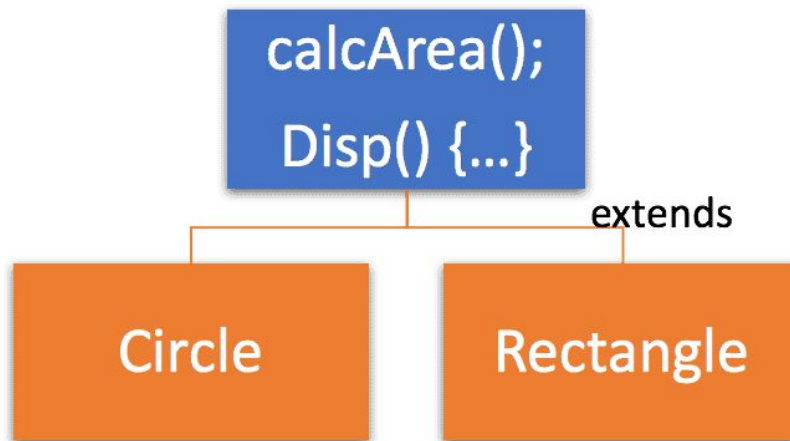 calcArea();
Disp() {...}
extends
Circle
Rectangle